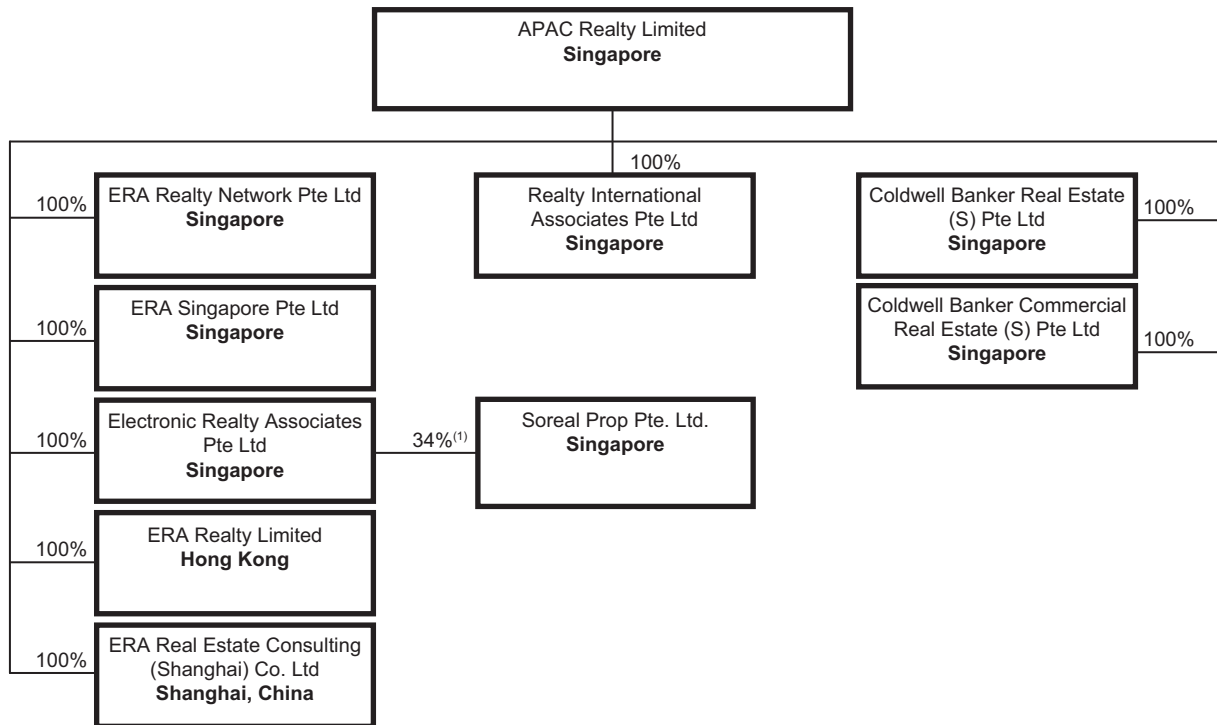 APAC Realty Limited
Singapore
100%
100%
ERA Realty Network Pte Ltd
Singapore
Realty International
Associates Pte Ltd
Singapore
Coldwell Banker Real Estate
(S) Pte Ltd
Singapore
100%
100%
ERA Singapore Pte Ltd
Singapore
Coldwell Banker Commercial
Real Estate (S) Pte Ltd
Singapore
100%
100%
Electronic Realty Associates
Pte Ltd
Singapore
34%(1)
Soreal Prop Pte. Ltd.
Singapore
100%
ERA Realty Limited
Hong Kong
100%
ERA Real Estate Consulting
(Shanghai) Co. Ltd
Shanghai, China